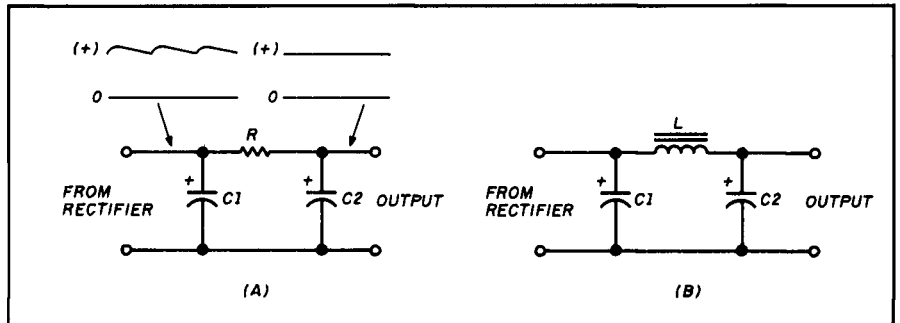 (+)
(+)
0
0
R
L
+
C1
+
C2
FROM
RECTIFIER
OUTPUT
+
C1
+
C2
FROM
RECTIFIER
OUTPUT
(A)
(B)